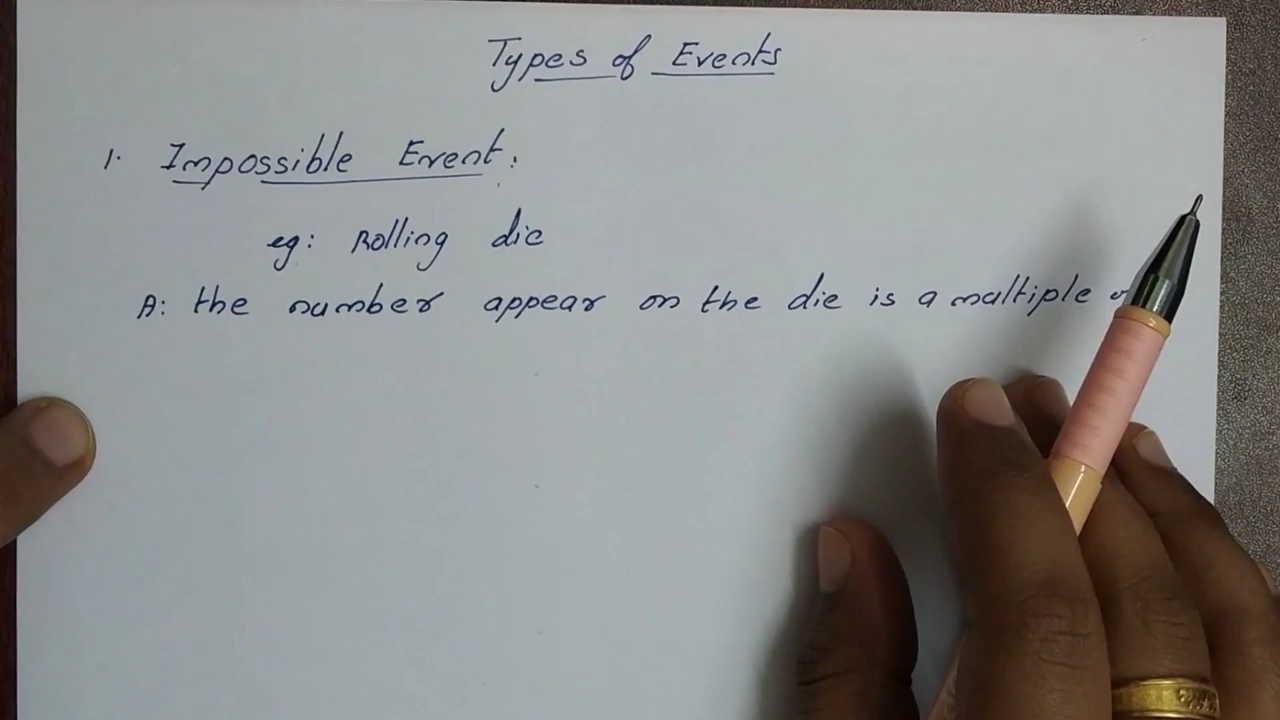 Types of Events
1. Impossible Event:
eg: Rolling die
A: the number appear on the die is a multiple